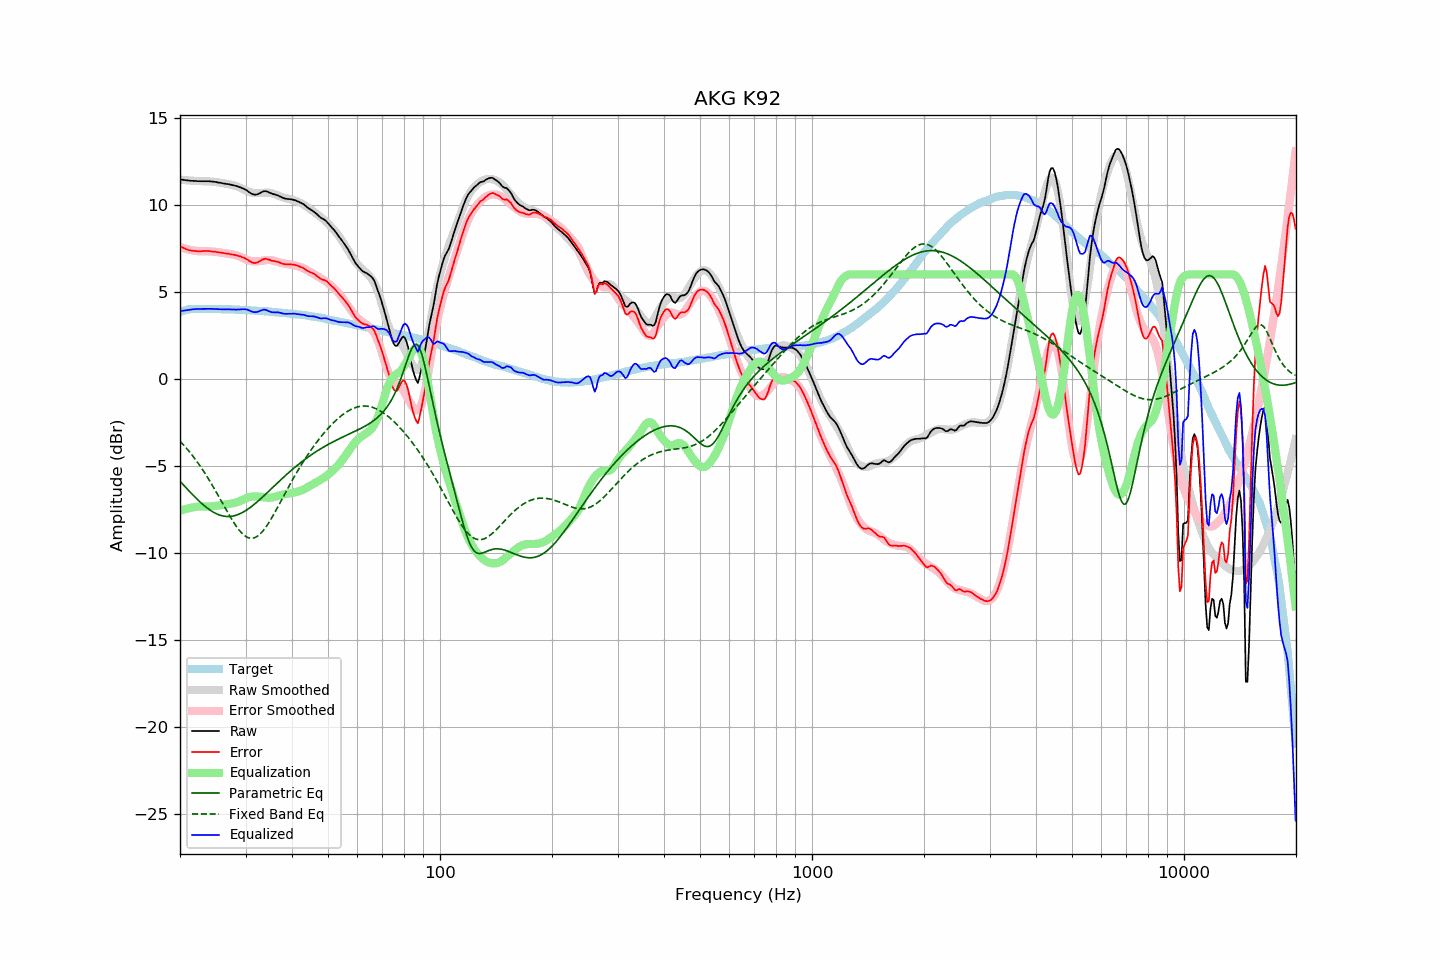 AKG K92
15
10
5
0
−5
−10
−15
−20
−25
Amplitude (dBr)
Target
Raw Smoothed
Error Smoothed
Raw
Error
Equalization
Parametric Eq
Fixed Band Eq
Equalized
100
1000
10000
Frequency (Hz)